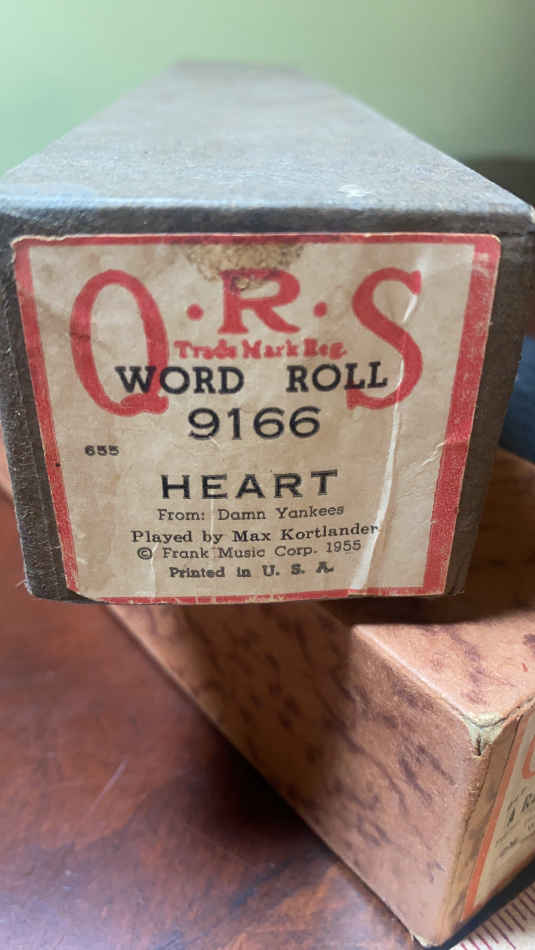 Q·R·S
Trade Mark Reg.
WORD ROLL
9166
655
HEART
From: Damn Yankees
Played by Max Kortlander
© Frank Music Corp. 1955
Printed in U. S. A.